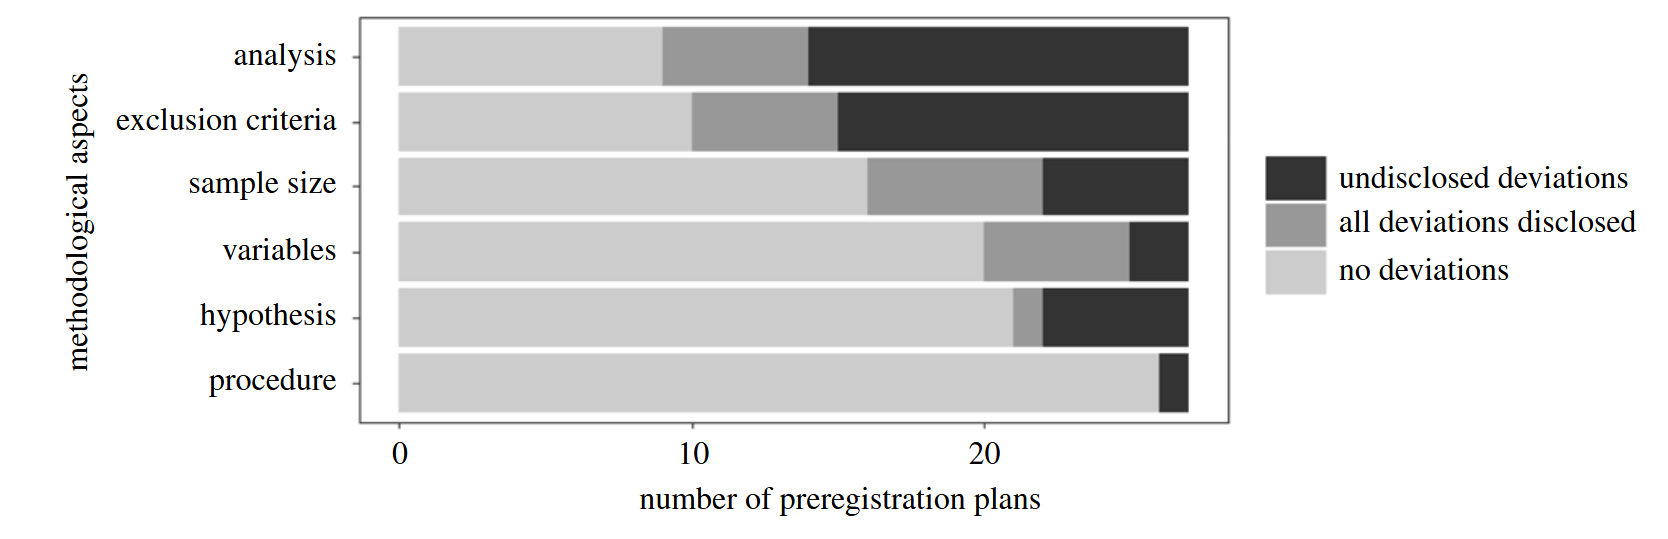 methodological aspects
analysis
exclusion criteria
sample size
variables
hypothesis
procedure
0 10 20
number of preregistration plans
undisclosed deviations
all deviations disclosed
no deviations